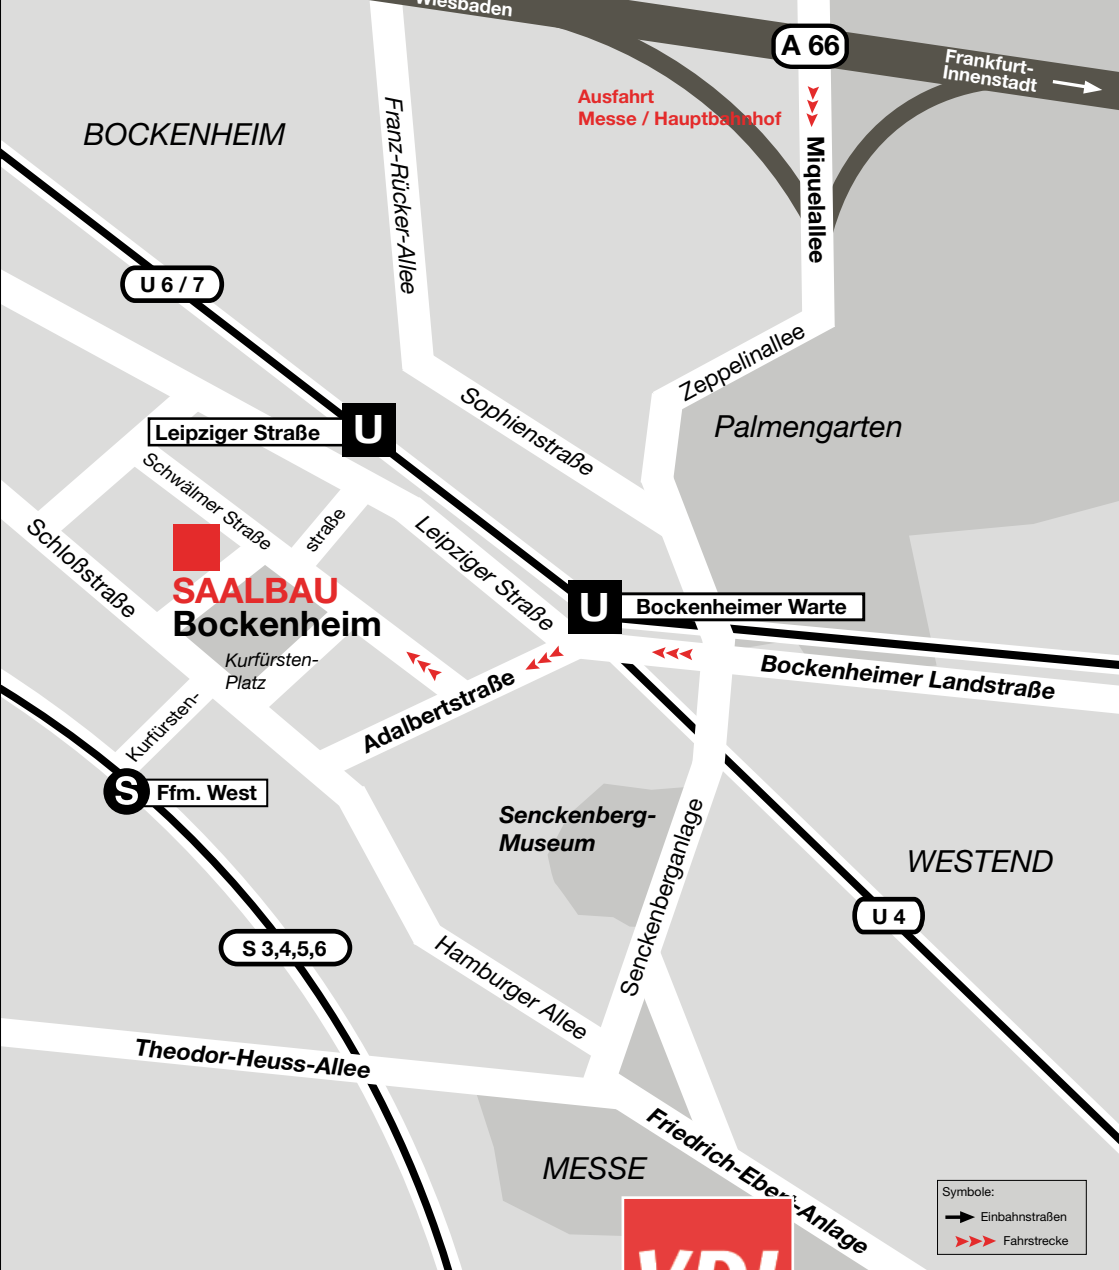 Wiesbaden
A 66
Frankfurt-
Innenstadt
Ausfahrt
Messe / Hauptbahnhof
BOCKENHEIM
Franz-Rücker-Allee
Miquelallee
U 6 / 7
Zeppelinallee
Sophienstraße
Palmengarten
Leipziger Straße
U
Schwälmer Straße
straße
Schloßstraße
Leipziger Straße
SAALBAU
Bockenheim
U
Bockenheimer Warte
Kurfürsten-
Platz
Bockenheimer Landstraße
Adalbertstraße
Kurfürsten-
S
Ffm. West
Senckenberg-
Museum
Senckenberganlage
WESTEND
U 4
S 3,4,5,6
Hamburger Allee
Theodor-Heuss-Allee
Friedrich-Ebert-Anlage
MESSE
VDI
Symbole:
Einbahnstraßen
Fahrstrecke